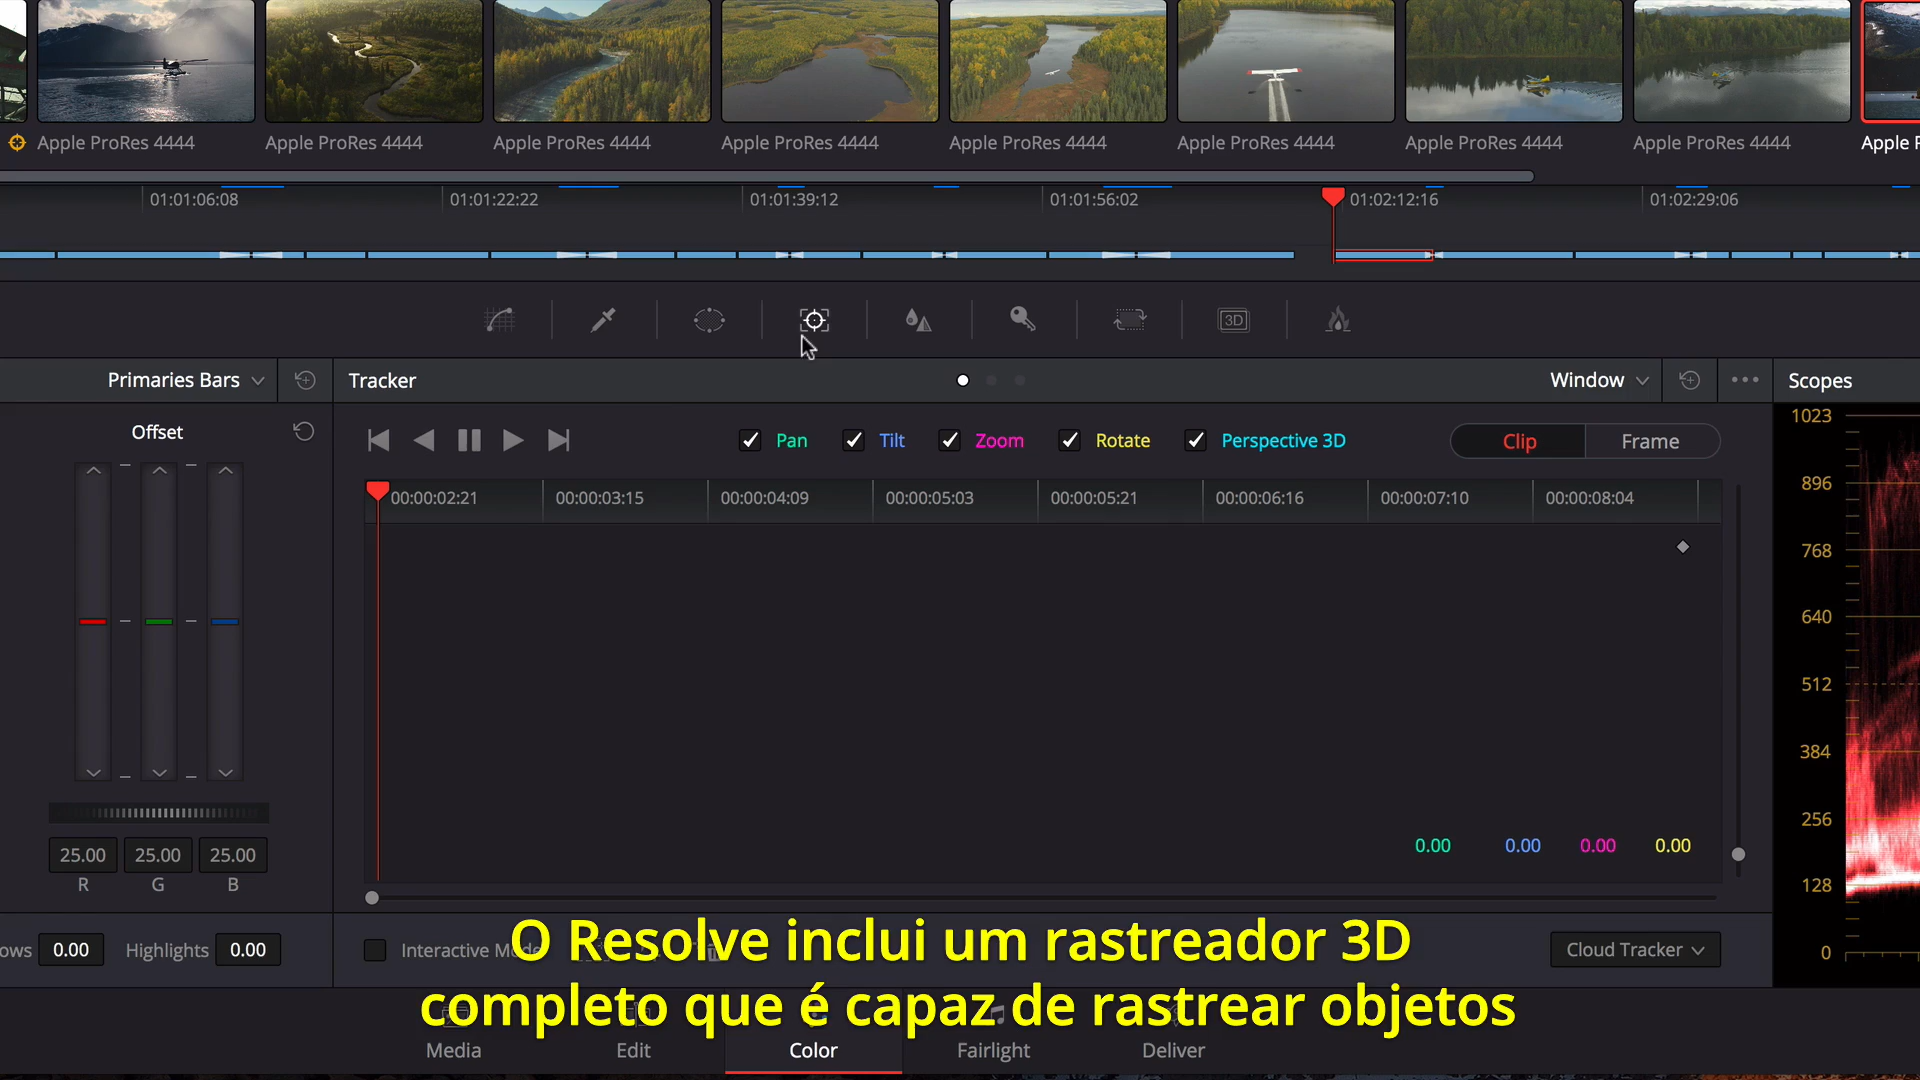 Apple ProRes 4444
Apple ProRes 4444
Apple ProRes 4444
Apple ProRes 4444
Apple ProRes 4444
Apple ProRes 4444
Apple ProRes 4444
Apple ProRes 4444
Apple
01:01:06:08
01:01:22:22
01:01:39:12
01:01:56:02
01:02:12:16
01:02:29:06
3D
Primaries Bars
Tracker
Window
Scopes
Offset
Pan
Tilt
Zoom
Rotate
Perspective 3D
Clip
Frame
00:00:02:21
00:00:03:15
00:00:04:09
00:00:05:03
00:00:05:21
00:00:06:16
00:00:07:10
00:00:08:04
1023
896
768
640
512
384
256
128
0
0.00
0.00
0.00
0.00
25.00
25.00
25.00
R
G
B
0.00
Highlights
0.00
Interactive
Cloud Tracker
O Resolve inclui um rastreador 3D
completo que é capaz de rastrear objetos
Media
Edit
Color
Fairlight
Deliver